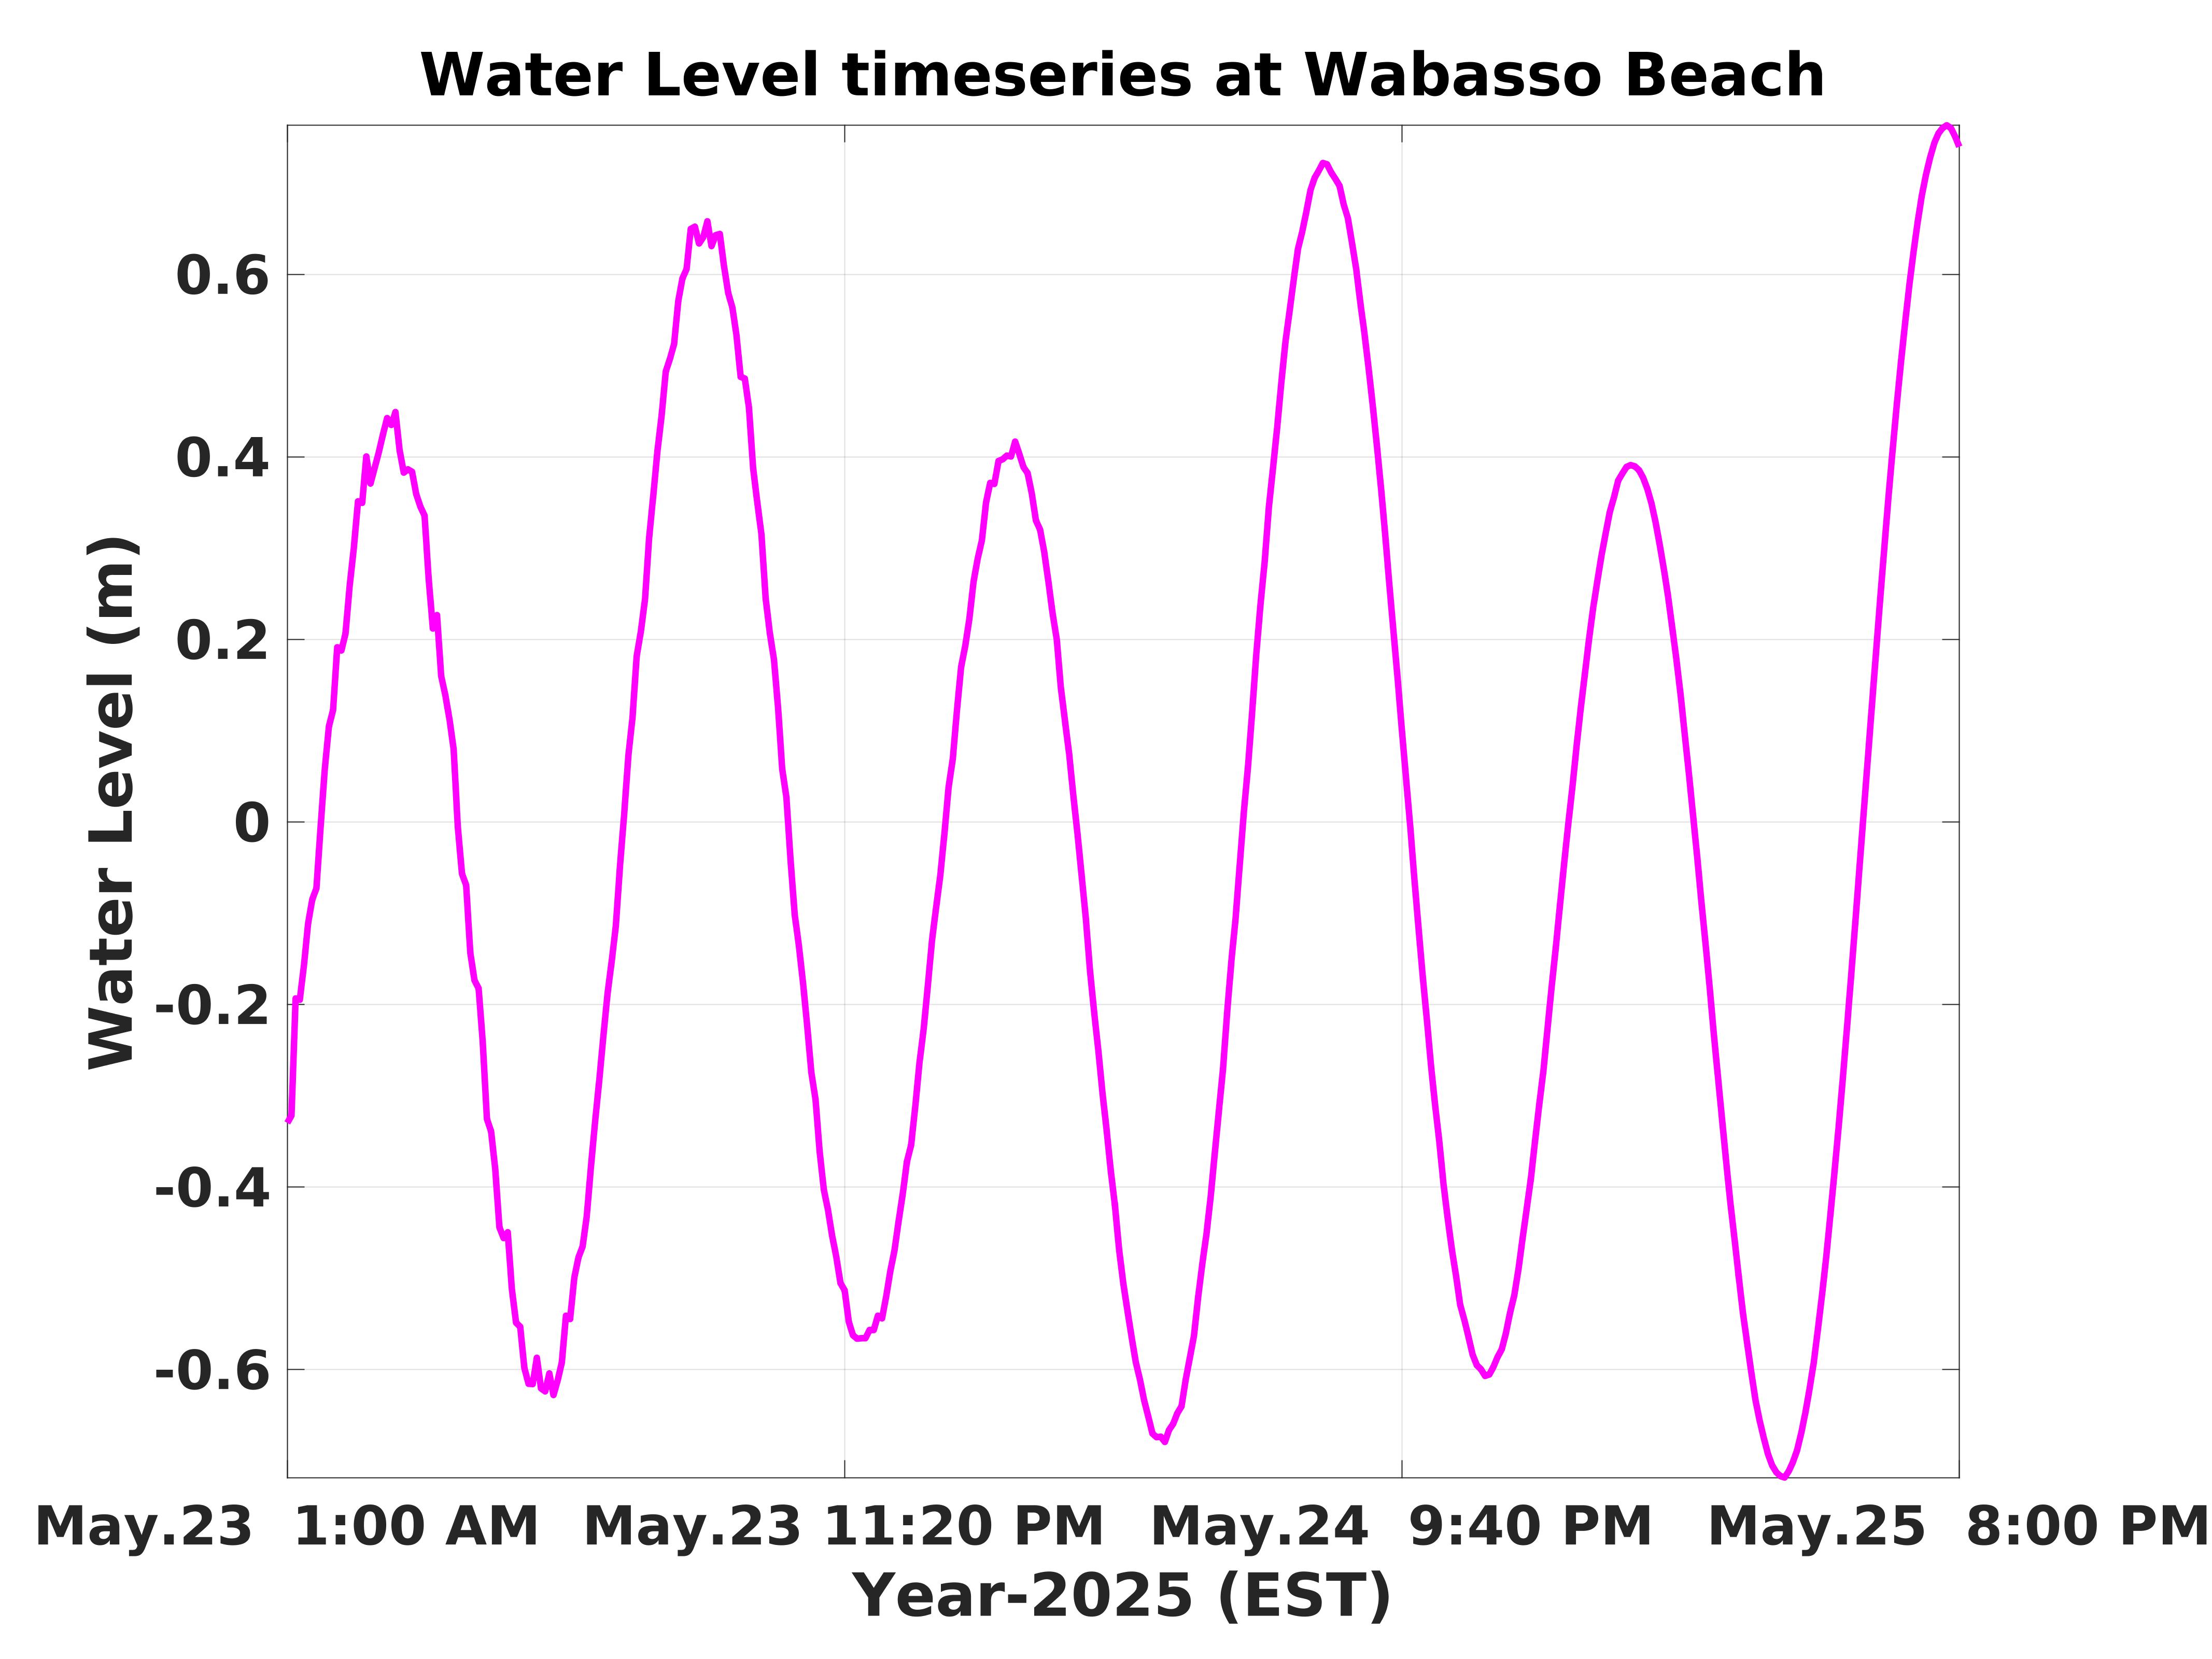 Water Level timeseries at Wabasso Beach
Water Level (m)
0.6
0.4
0.2
0
-0.2
-0.4
-0.6
May.23 1:00 AM May.23 11:20 PM May.24 9:40 PM May.25 8:00 PM
Year-2025 (EST)